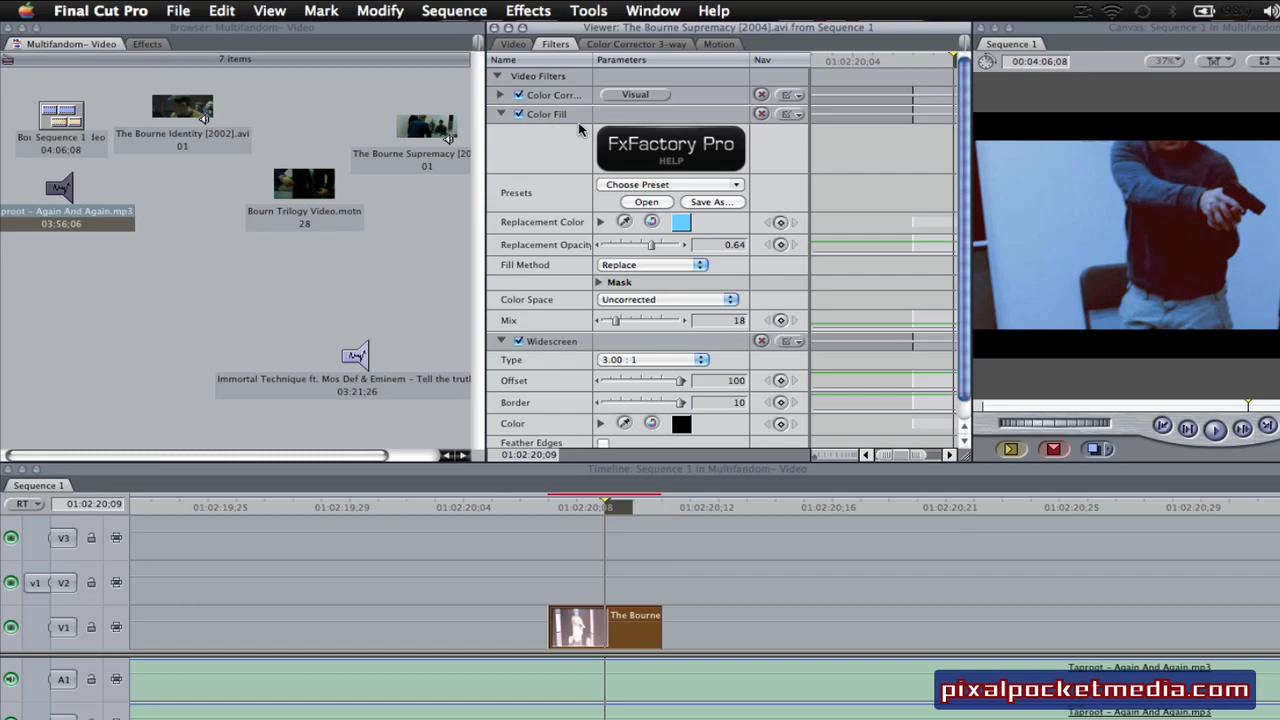 Final Cut Pro File Edit View Mark Modify Sequence Effects Tools Window Help
Browser: Multifandom- Video
Multifandom- Video Effects
7 items
Sequence 1
04:06:08
The Bourne Identity [2002].avi
01
The Bourne Supremacy [20
01
proot - Again And Again.mp3
03:56;06
Bourn Trilogy Video.motn
28
Immortal Technique ft. Mos Def & Eminem - Tell the truth
03:21;26
Viewer: The Bourne Supremacy [2004].avi from Sequence 1
Video Filters Color Corrector 3-way Motion
Name Parameters Nav 01:02:20;04
Video Filters
Color Corr... Visual
Color Fill
FxFactory Pro
HELP
Presets Choose Preset
Open Save As...
Replacement Color
Replacement Opacity 0.64
Fill Method Replace
Mask
Color Space Uncorrected
Mix 18
Widescreen
Type 3.00 : 1
Offset 100
Border 10
Color
Feather Edges
01:02:20;09
Canvas: Sequence 1 in Multifandom
Sequence 1
00:04:06;08 37%
Timeline: Sequence 1 in Multifandom- Video
Sequence 1
RT 01:02:20;09 01:02:19;25 01:02:19;29 01:02:20;04 01:02:20;08 01:02:20;12 01:02:20;16 01:02:20;21 01:02:20;25 01:02:20;29
V3
v1 V2
V1 The Bourne
A1 Taproot - Again And Again.mp3
pixalpocketmedia.com
Taproot - Again And Again.mp3